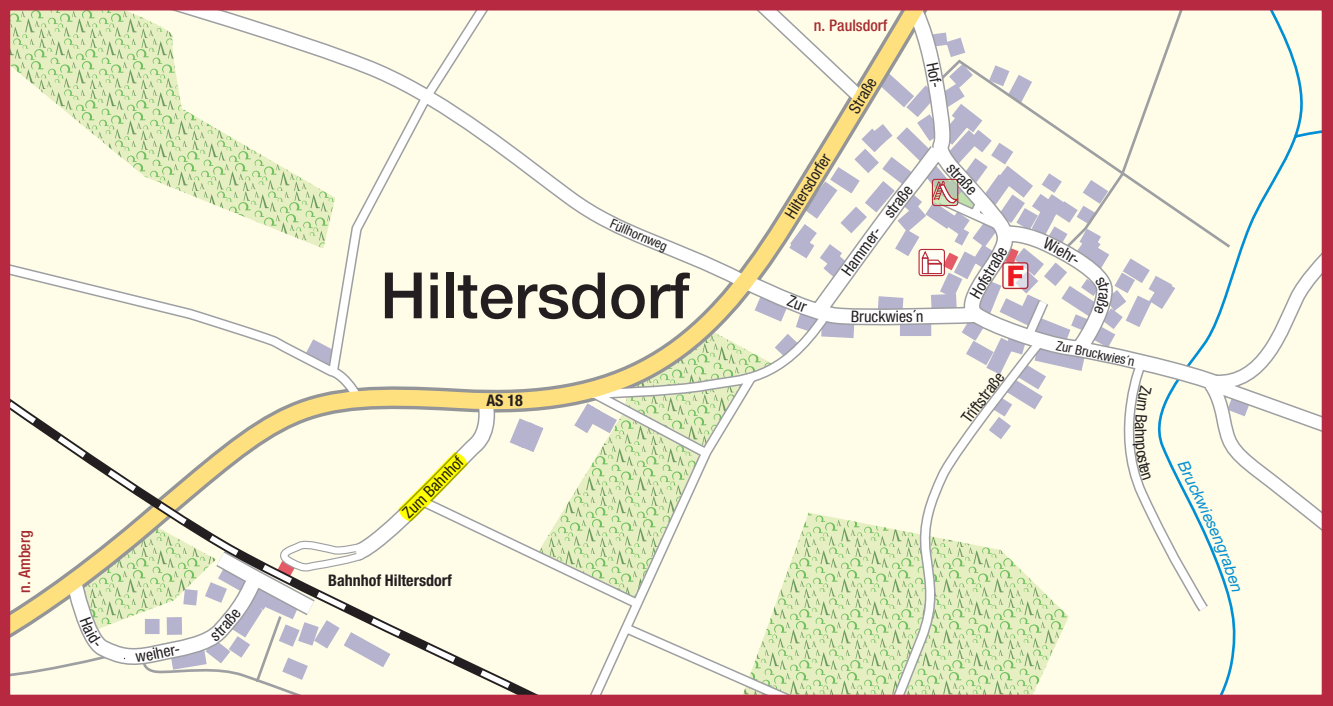 n. Paulsdorf
Hof-
Straße
Hiltersdorfer
straße
straße
Hammer-
Füllhornweg
Wiehr-
straße
Hofstraße
F
Hiltersdorf
Zur
Bruckwies´n
Zur Bruckwies´n
AS 18
Triftstraße
Zum Bahnposten
Zum Bahnhof
Bruckwiesengraben
n. Amberg
Bahnhof Hiltersdorf
Haid-
weiher-
straße